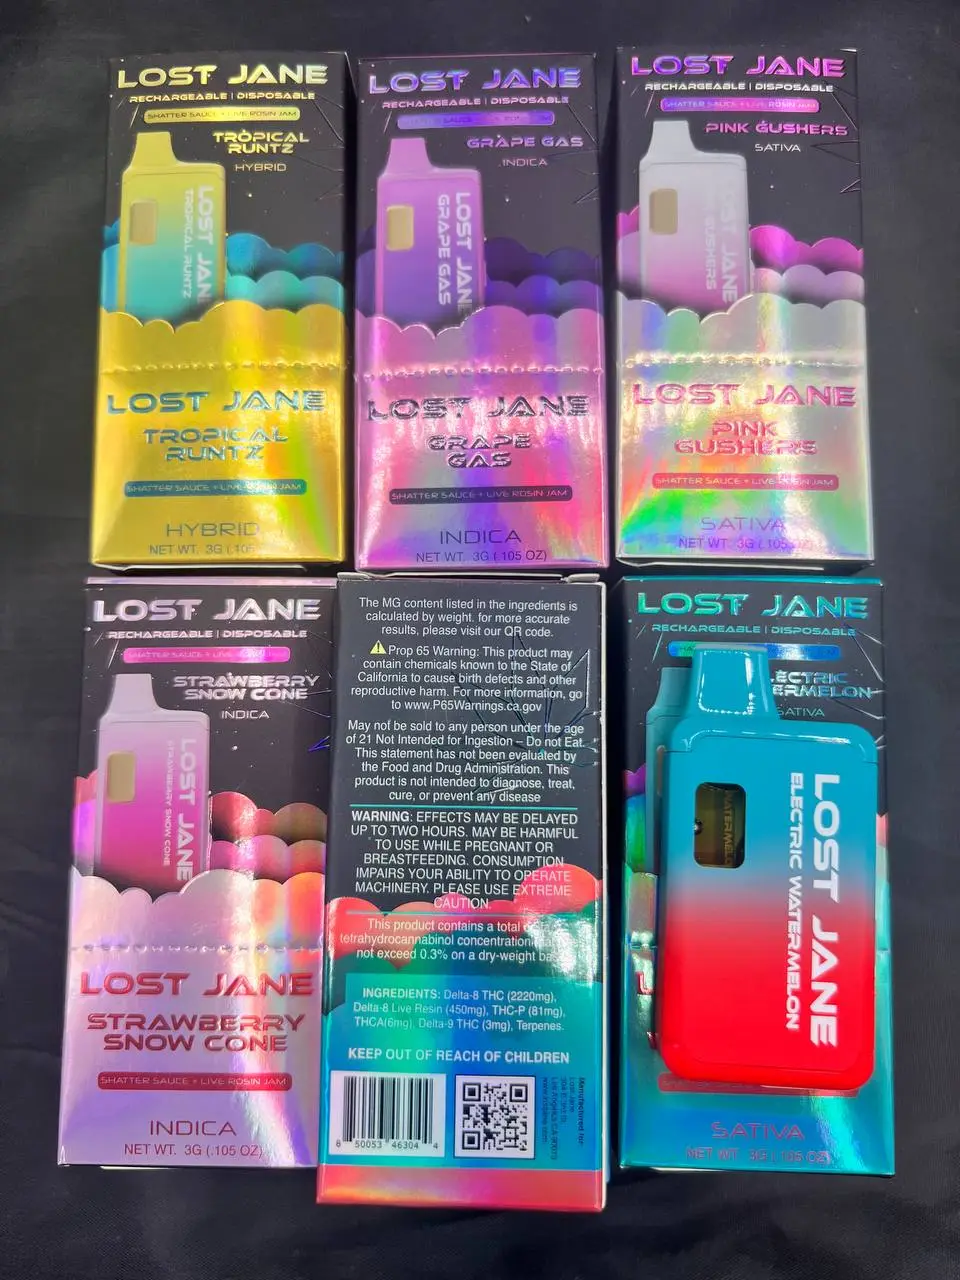 LOST JANE
RECHARGEABLE | DISPOSABLE
SHATTER SAUCE + LIVE ROSIN JAM
TROPICAL
RUNTZ
HYBRID
LOST JANE
TROPICAL RUNTZ
LOST JANE
TROPICAL
RUNTZ
SHATTER SAUCE + LIVE ROSIN JAM
HYBRID
NET WT. 3G (.105
LOST JANE
RECHARGEABLE | DISPOSABLE
SHATTER SAUCE + LIVE ROSIN JAM
GRAPE GAS
INDICA
LOST JANE
GRAPE GAS
LOST JANE
GRAPE
GAS
SHATTER SAUCE + LIVE ROSIN JAM
INDICA
NET WT. 3G (.105 OZ)
LOST JANE
RECHARGEABLE | DISPOSABLE
SHATTER SAUCE + LIVE ROSIN JAM
PINK GUSHERS
SATIVA
LOST JANE
GUSHERS
LOST JANE
PINK
GUSHERS
SHATTER SAUCE + LIVE ROSIN JAM
SATIVA
NET WT. 3G (.105 OZ)
LOST JANE
RECHARGEABLE | DISPOSABLE
SHATTER SAUCE + LIVE ROSIN JAM
STRAWBERRY
SNOW CONE
INDICA
LOST JANE
STRAWBERRY SNOW CONE
LOST JANE
STRAWBERRY
SNOW CONE
SHATTER SAUCE + LIVE ROSIN JAM
INDICA
NET WT. 3G (.105 OZ)
The MG content listed in the ingredients is
calculated by weight. for more accurate
results, please visit our QR code.
Prop 65 Warning: This product may
contain chemicals known to the State of
California to cause birth defects and other
reproductive harm. For more information, go
to www.P65Warnings.ca.gov
May not be sold to any person under the age
of 21 Not Intended for Ingestion - Do not Eat.
This statement has not been evaluated by
the Food and Drug Administration. This
product is not intended to diagnose, treat,
cure, or prevent any disease
WARNING: EFFECTS MAY BE DELAYED
UP TO TWO HOURS. MAY BE HARMFUL
TO USE WHILE PREGNANT OR
BREASTFEEDING. CONSUMPTION
IMPAIRS YOUR ABILITY TO OPERATE
MACHINERY. PLEASE USE EXTREME
CAUTION.
This product contains a total
tetrahydrocannabinol concentration
not exceed 0.3% on a dry-weight
INGREDIENTS: Delta-8 THC (2220mg),
Delta-8 Live Resin (450mg), THC-P (81mg),
THCA(6mg), Delta-9 THC (3mg), Terpenes.
KEEP OUT OF REACH OF CHILDREN
8 50053 46304 4
Manufactured for:
Lost Jane
LOST JANE
RECHARGEABLE | DISPOSABLE
SATIVA
LOST JANE
ELECTRIC WATERMELON
SATIVA
NET WT. 3G (.105 OZ)